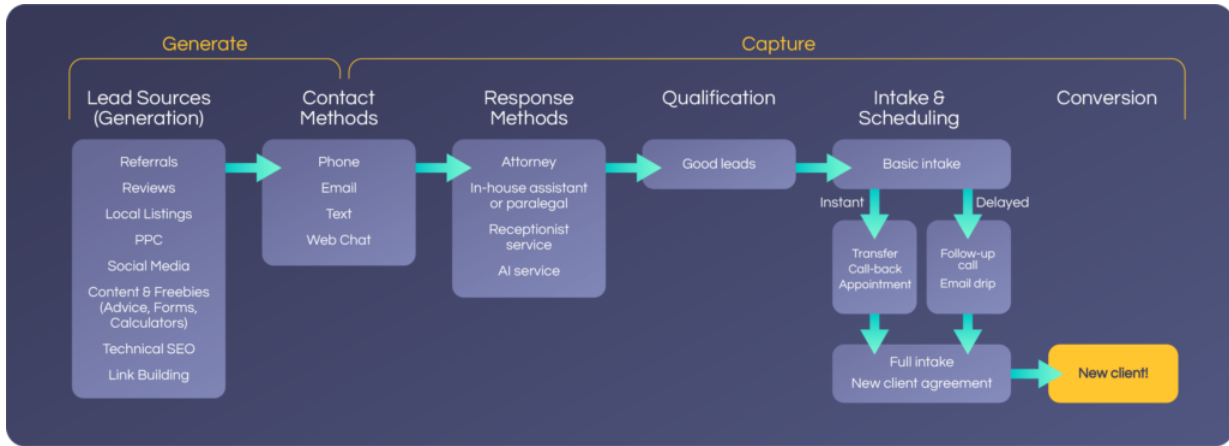 Generate
Capture
Lead Sources
(Generation)
Contact
Methods
Response
Methods
Qualification
Intake &
Scheduling
Conversion
Referrals
Reviews
Local Listings
PPC
Social Media
Content & Freebies
(Advice, Forms,
Calculators)
Technical SEO
Link Building
Phone
Email
Text
Web Chat
Attorney
In-house assistant
or paralegal
Receptionist
service
AI service
Good leads
Basic intake
Instant
Delayed
Transfer
Call-back
Appointment
Follow-up
call
Email drip
Full intake
New client agreement
New client!